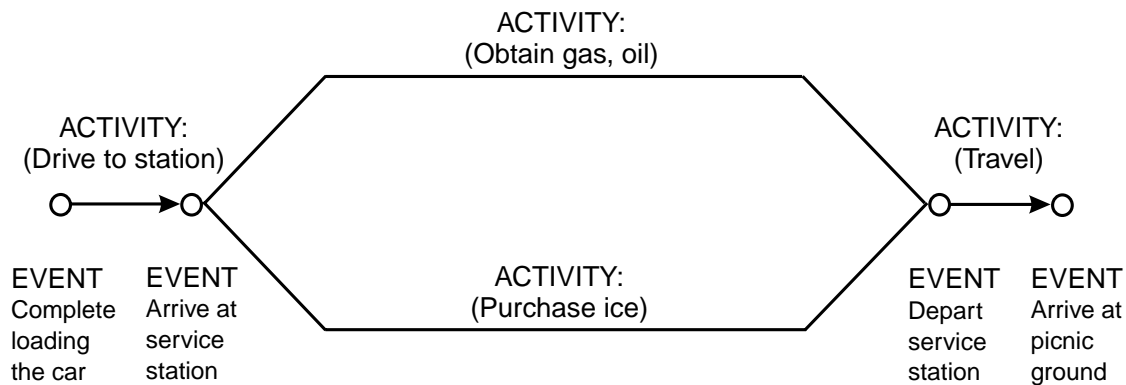 ACTIVITY:
(Obtain gas, oil)
ACTIVITY:
(Drive to station)
ACTIVITY:
(Travel)
ACTIVITY:
(Purchase ice)
EVENT
Complete
loading
the car
EVENT
Arrive at
service
station
EVENT
Depart
service
station
EVENT
Arrive at
picnic
ground